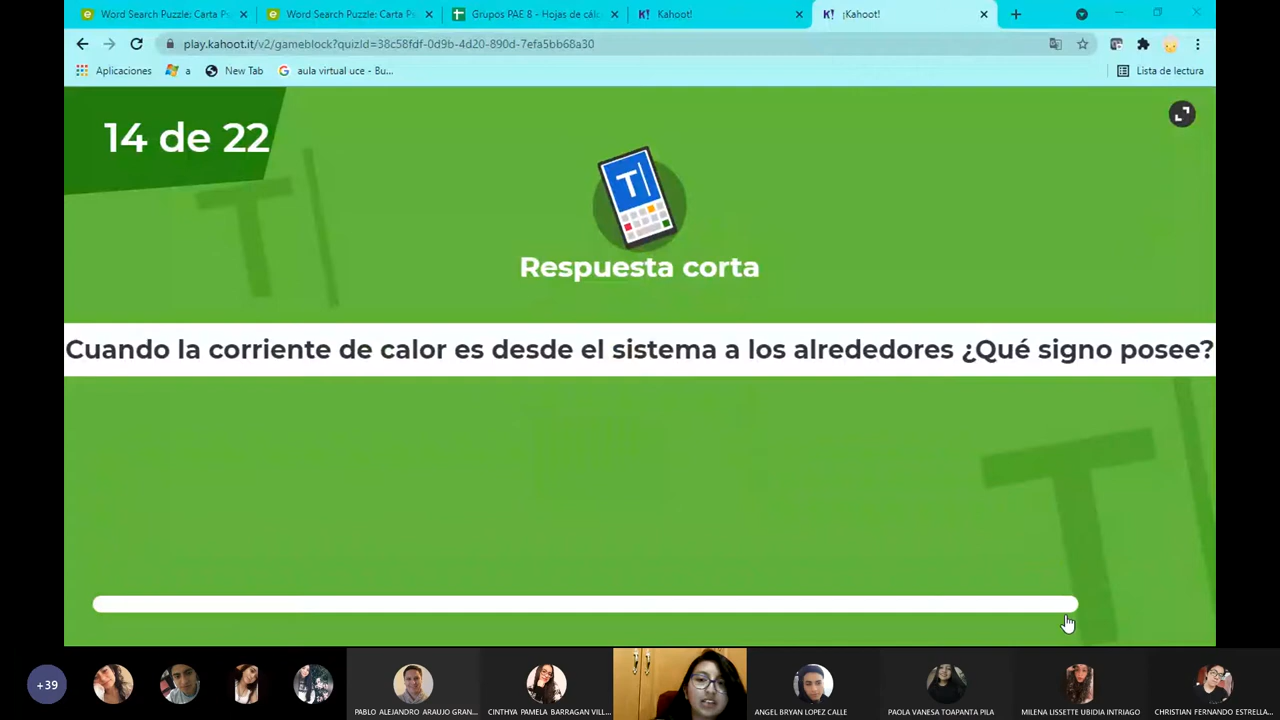 Word Search Puzzle: Carta Ps
Word Search Puzzle: Carta Ps
Grupos PAE 8 - Hojas de cálc
K! Kahoot!
K! ¡Kahoot!
play.kahoot.it/v2/gameblock?quizId=38c58fdf-0d9b-4d20-890d-7efa5bb68a30
Aplicaciones
a
New Tab
aula virtual uce - Bu...
Lista de lectura
14 de 22
T
Respuesta corta
Cuando la corriente de calor es desde el sistema a los alrededores ¿Qué signo posee?
+39
PABLO ALEJANDRO ARAUJO GRAN...
CINTHYA PAMELA BARRAGAN VILL...
ANGEL BRYAN LOPEZ CALLE
PAOLA VANESA TOAPANTA PILA
MILENA LISSETTE UBIDIA INTRIAGO
CHRISTIAN FERNANDO ESTRELLA...